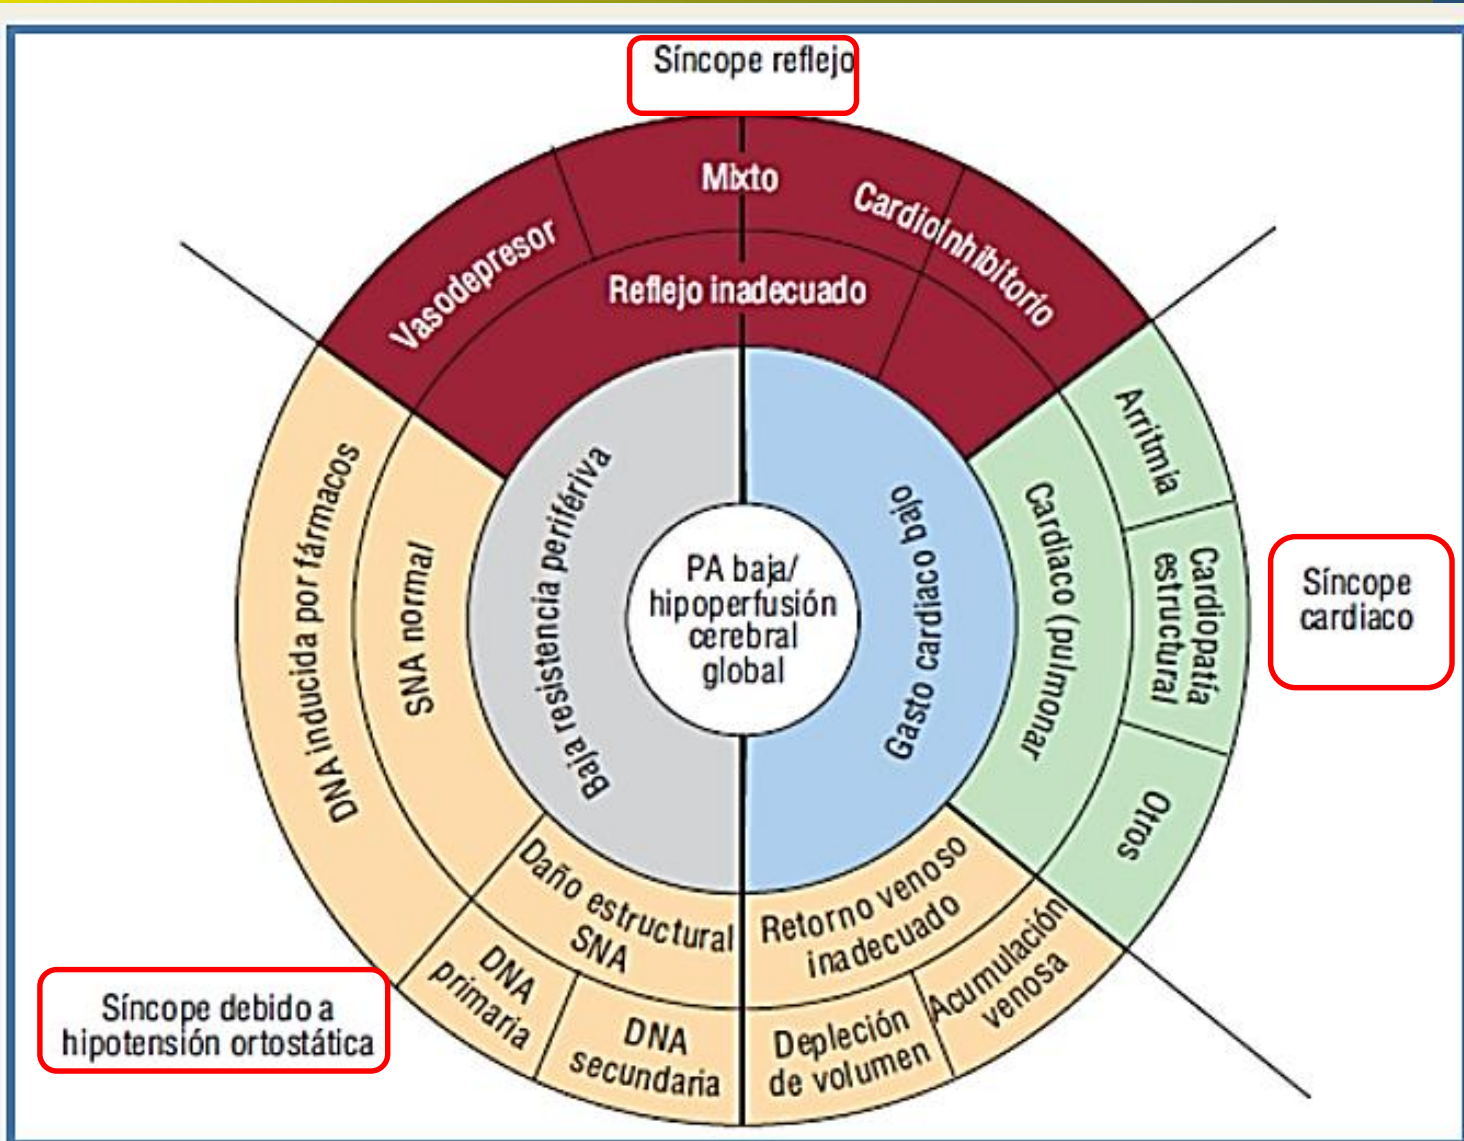 Síncope reflejo
Mixto
Cardioinhibitorio
Vasodepresor
Reflejo inadecuado
Arritmia
Cardiopatía
estructural
Otros
Cardiaco (pulmonar
Síncope
cardiaco
Gasto cardiaco bajo
PA baja/
hipoperfusión
cerebral
global
Baja resistencia perifériva
SNA normal
DNA inducida por fármacos
Daño estructural
SNA
Retorno venoso
inadecuado
DNA
primaria
DNA
secundaria
Depleción
de volumen
Acumulación
venosa
Síncope debido a
hipotensión ortostática